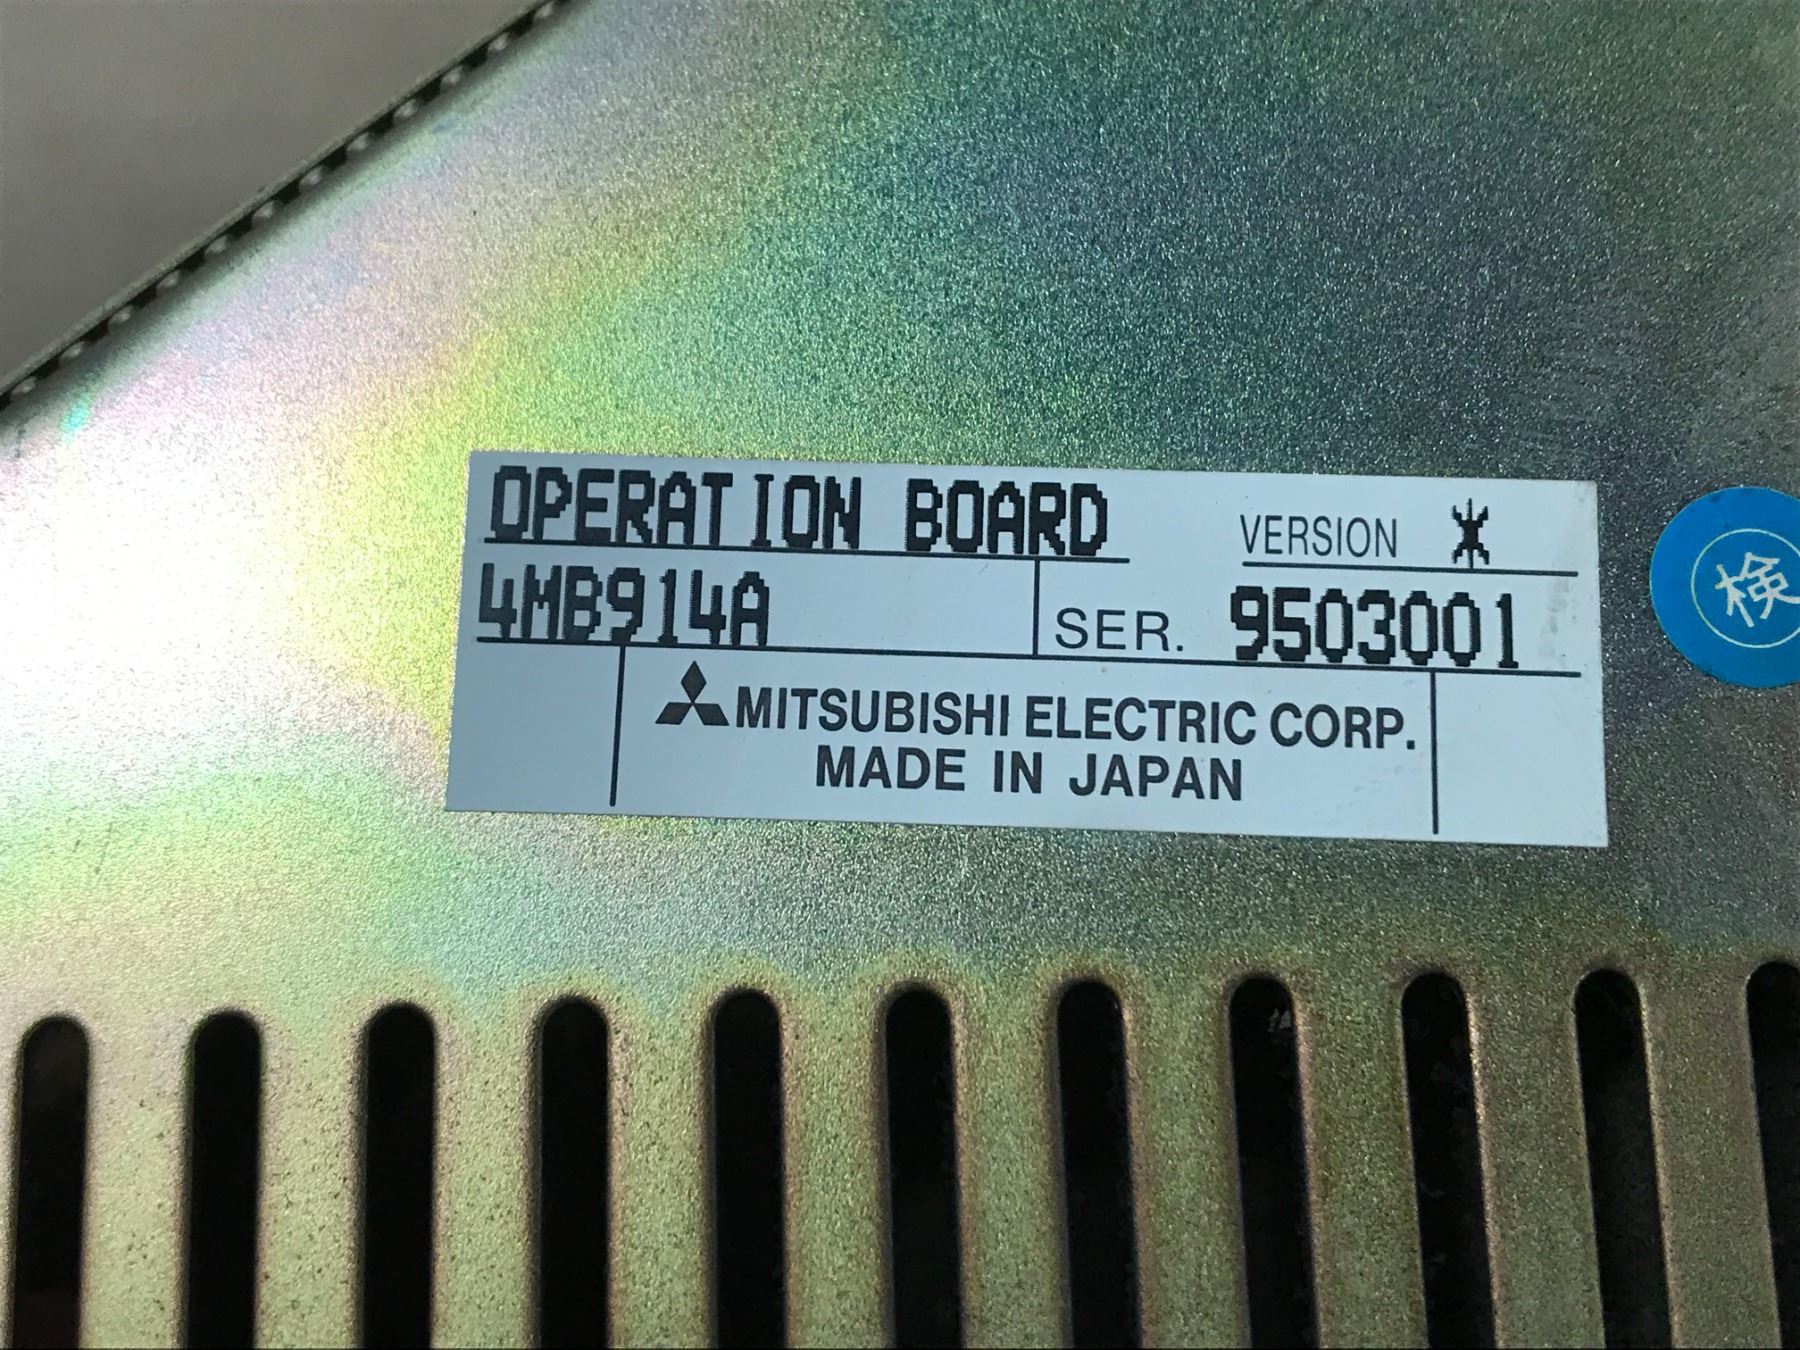 OPERATION BOARD VERSION *
4MB914A SER. 9503001
MITSUBISHI ELECTRIC CORP.
MADE IN JAPAN
検